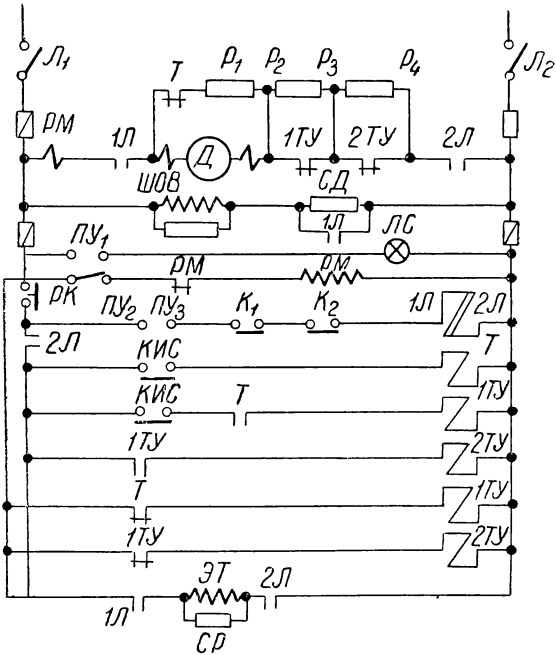 Л₁ Л₂
Т Р₁ Р₂ Р₃ Р₄
РМ 1Л Д 1ТУ 2ТУ 2Л
ШОВ СД
1Л
ПУ₁ ЛС
РМ РМ
РК ПУ₂ ПУ₃ К₁ К₂ 1Л 2Л
2Л КИС Т
КИС Т 1ТУ
1ТУ 2ТУ
Т 1ТУ
1ТУ 2ТУ
1Л ЭТ 2Л
СР